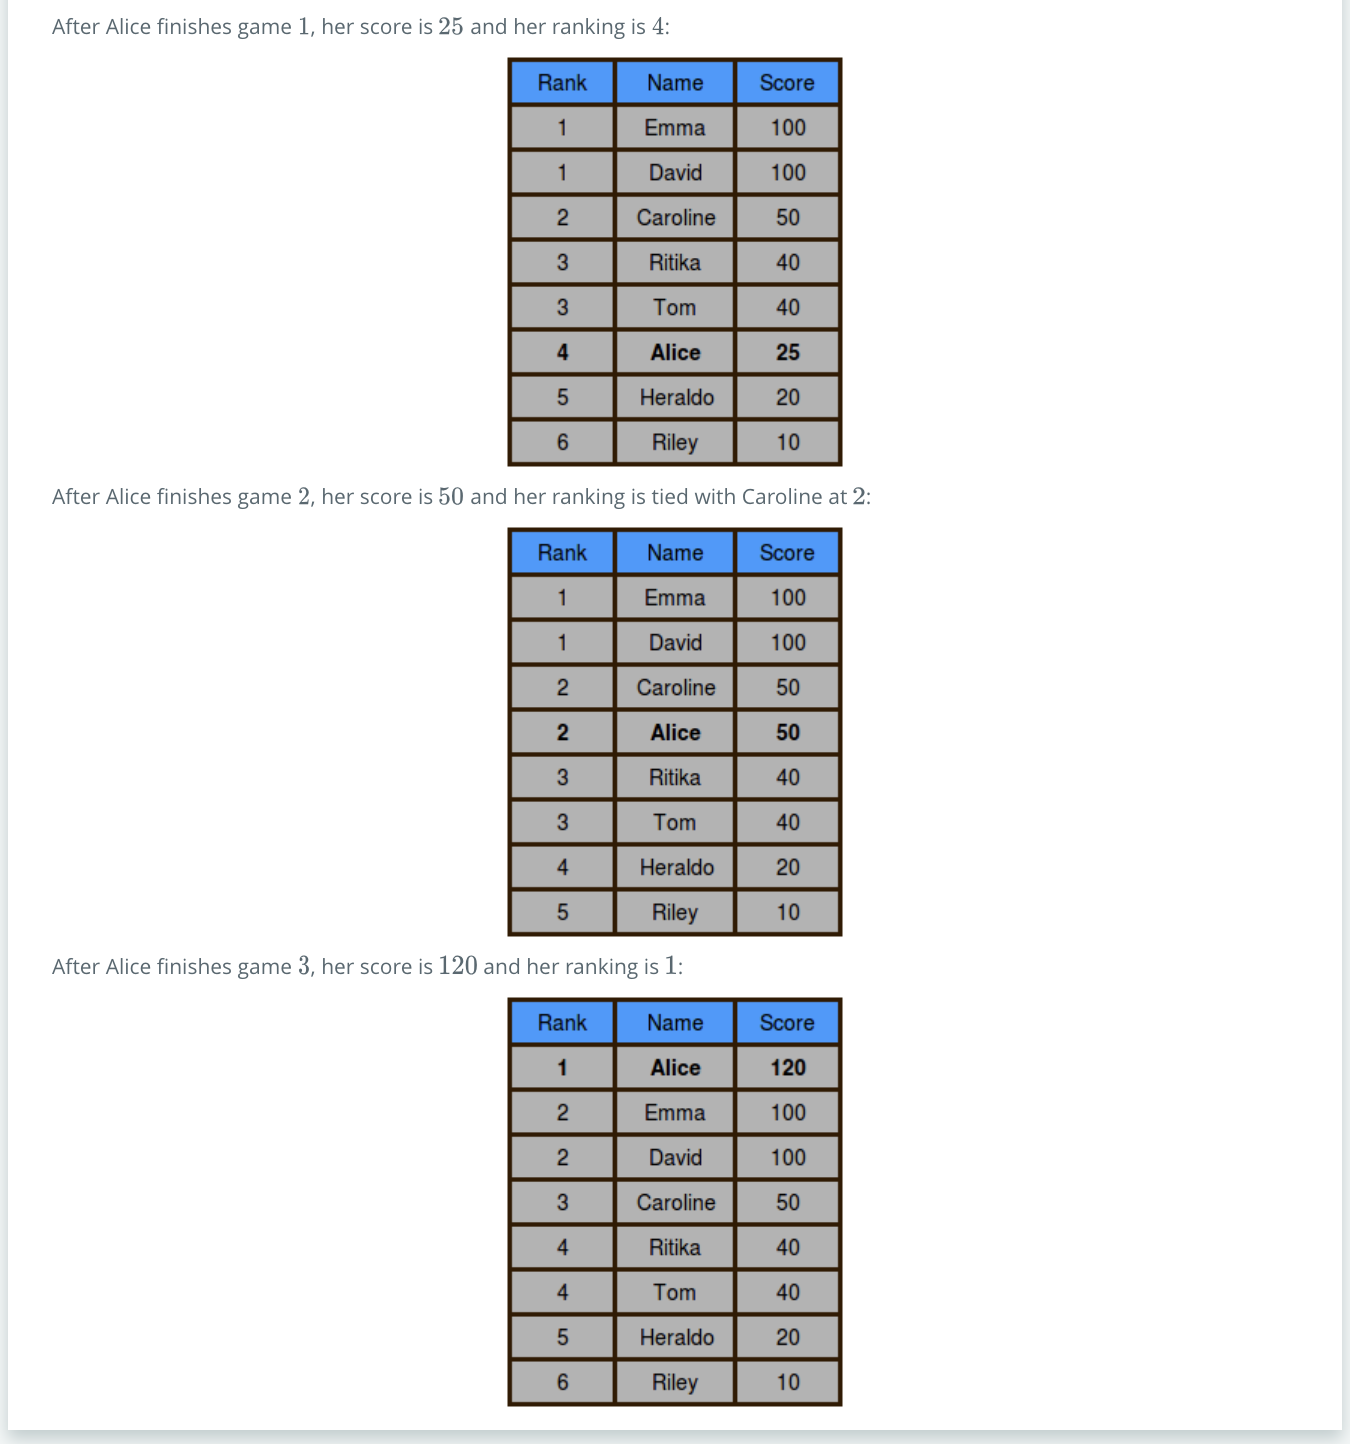 After Alice finishes game 1, her score is 25 and her ranking is 4:
Rank Name Score
1 Emma 100
1 David 100
2 Caroline 50
3 Ritika 40
3 Tom 40
4 Alice 25
5 Heraldo 20
6 Riley 10
After Alice finishes game 2, her score is 50 and her ranking is tied with Caroline at 2:
Rank Name Score
1 Emma 100
1 David 100
2 Caroline 50
2 Alice 50
3 Ritika 40
3 Tom 40
4 Heraldo 20
5 Riley 10
After Alice finishes game 3, her score is 120 and her ranking is 1:
Rank Name Score
1 Alice 120
2 Emma 100
2 David 100
3 Caroline 50
4 Ritika 40
4 Tom 40
5 Heraldo 20
6 Riley 10